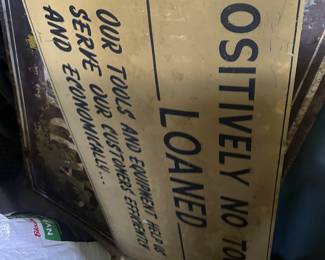 OSITIVELY NO TO
LOANED
OUR TOOLS AND EQUIPMENT HELP US
SERVE OUR CUSTOMERS EFFICIENTLY
AND ECONOMICALLY...